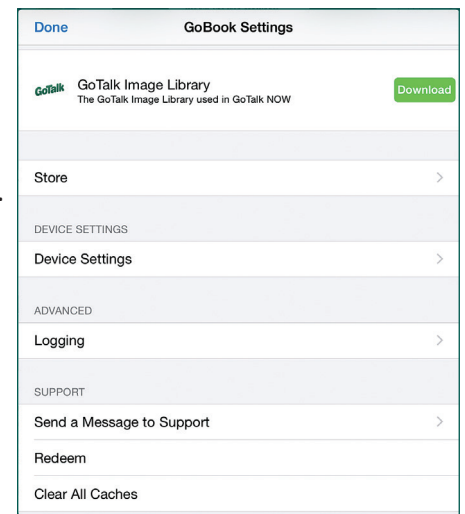 Done
GoBook Settings
GoTalk
GoTalk Image Library
The GoTalk Image Library used in GoTalk NOW
Download
Store
DEVICE SETTINGS
Device Settings
ADVANCED
Logging
SUPPORT
Send a Message to Support
Redeem
Clear All Caches